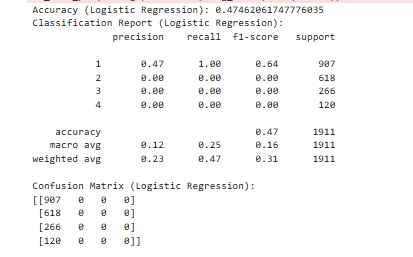 Accuracy (Logistic Regression): 0.47462061747776035
Classification Report (Logistic Regression):
              precision    recall  f1-score   support

           1       0.47      1.00      0.64       907
           2       0.00      0.00      0.00       618
           3       0.00      0.00      0.00       266
           4       0.00      0.00      0.00       120

    accuracy                           0.47      1911
   macro avg       0.12      0.25      0.16      1911
weighted avg       0.23      0.47      0.31      1911

Confusion Matrix (Logistic Regression):
[[907   0   0   0]
 [618   0   0   0]
 [266   0   0   0]
 [120   0   0   0]]